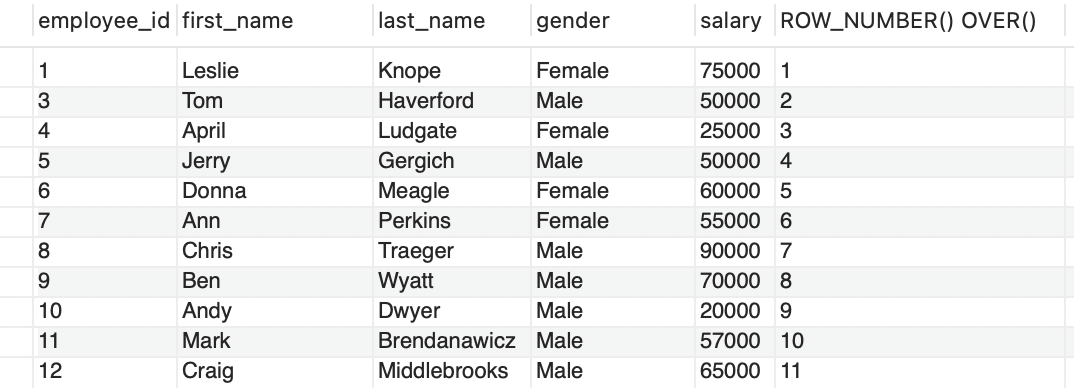 employee_id first_name last_name gender salary ROW_NUMBER() OVER()
1 Leslie Knope Female 75000 1
3 Tom Haverford Male 50000 2
4 April Ludgate Female 25000 3
5 Jerry Gergich Male 50000 4
6 Donna Meagle Female 60000 5
7 Ann Perkins Female 55000 6
8 Chris Traeger Male 90000 7
9 Ben Wyatt Male 70000 8
10 Andy Dwyer Male 20000 9
11 Mark Brendanawicz Male 57000 10
12 Craig Middlebrooks Male 65000 11